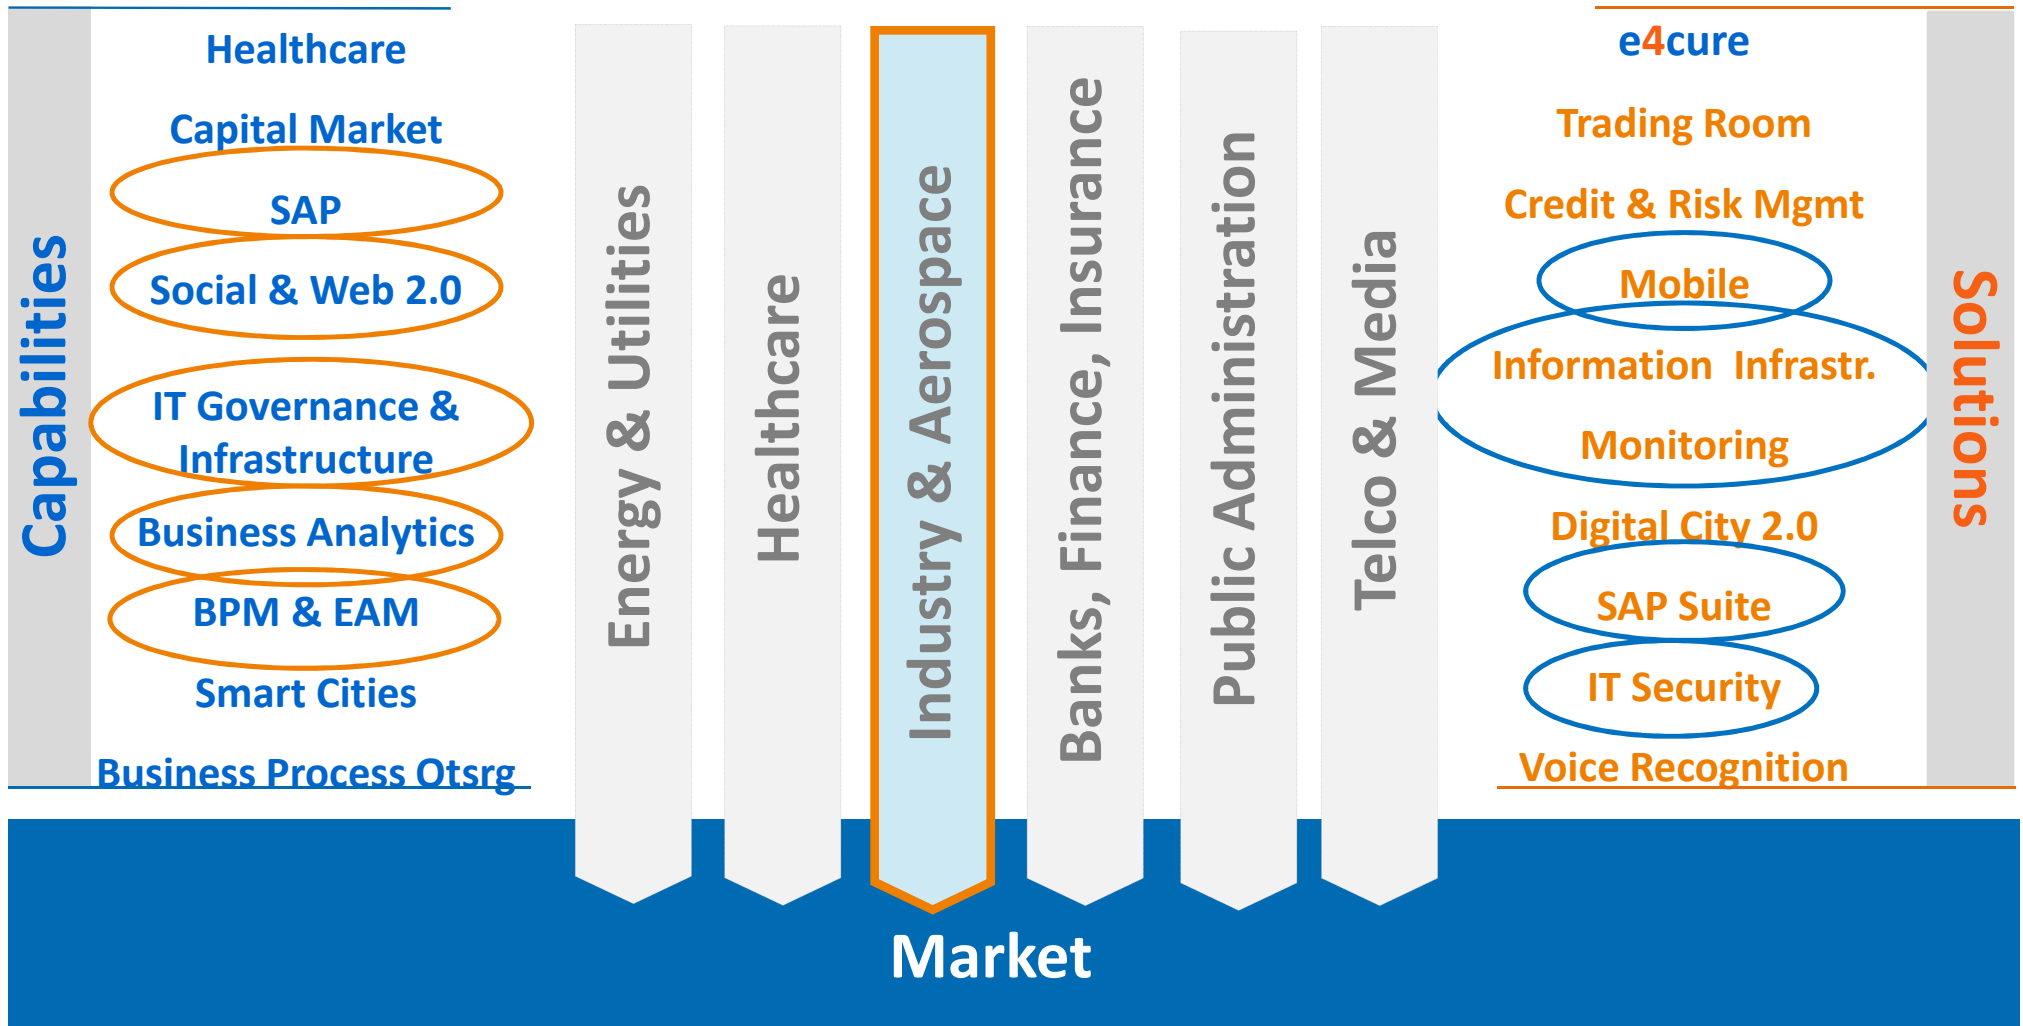 Capabilities
Healthcare
Capital Market
SAP
Social & Web 2.0
IT Governance &
Infrastructure
Business Analytics
BPM & EAM
Smart Cities
Business Process Otsrg
Energy & Utilities
Healthcare
Industry & Aerospace
Banks, Finance, Insurance
Public Administration
Telco & Media
e4cure
Trading Room
Credit & Risk Mgmt
Mobile
Information Infrastr.
Monitoring
Digital City 2.0
SAP Suite
IT Security
Voice Recognition
Solutions
Market